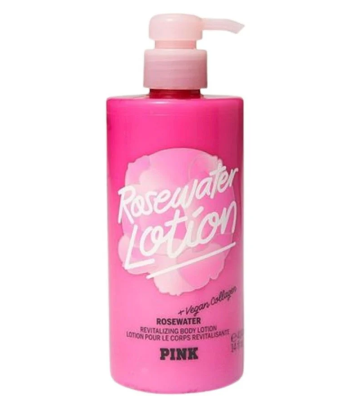 Rosewater
Lotion
+ Vegan Collagen
ROSEWATER
REVITALIZING BODY LOTION
LOTION POUR LE CORPS REVITALISANTE
PINK